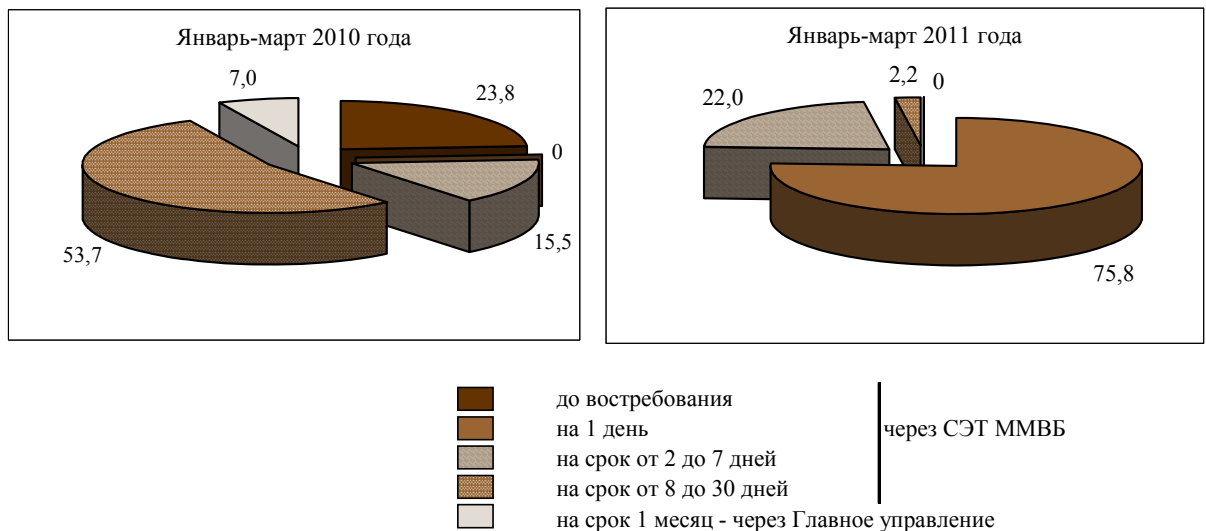 Январь-март 2010 года
7,0
23,8
0
15,5
53,7
Январь-март 2011 года
2,2
0
22,0
75,8
до востребования
на 1 день
через СЭТ ММВБ
на срок от 2 до 7 дней
на срок от 8 до 30 дней
на срок 1 месяц - через Главное управление